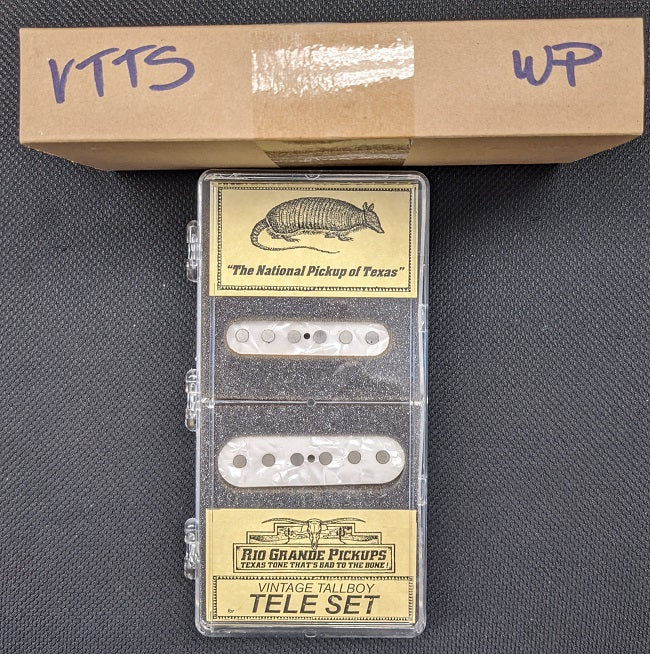 VTTS WP
"The National Pickup of Texas"
RIO GRANDE PICKUPS
TEXAS TONE THAT'S BAD TO THE BONE!
VINTAGE TALLBOY
for TELE SET